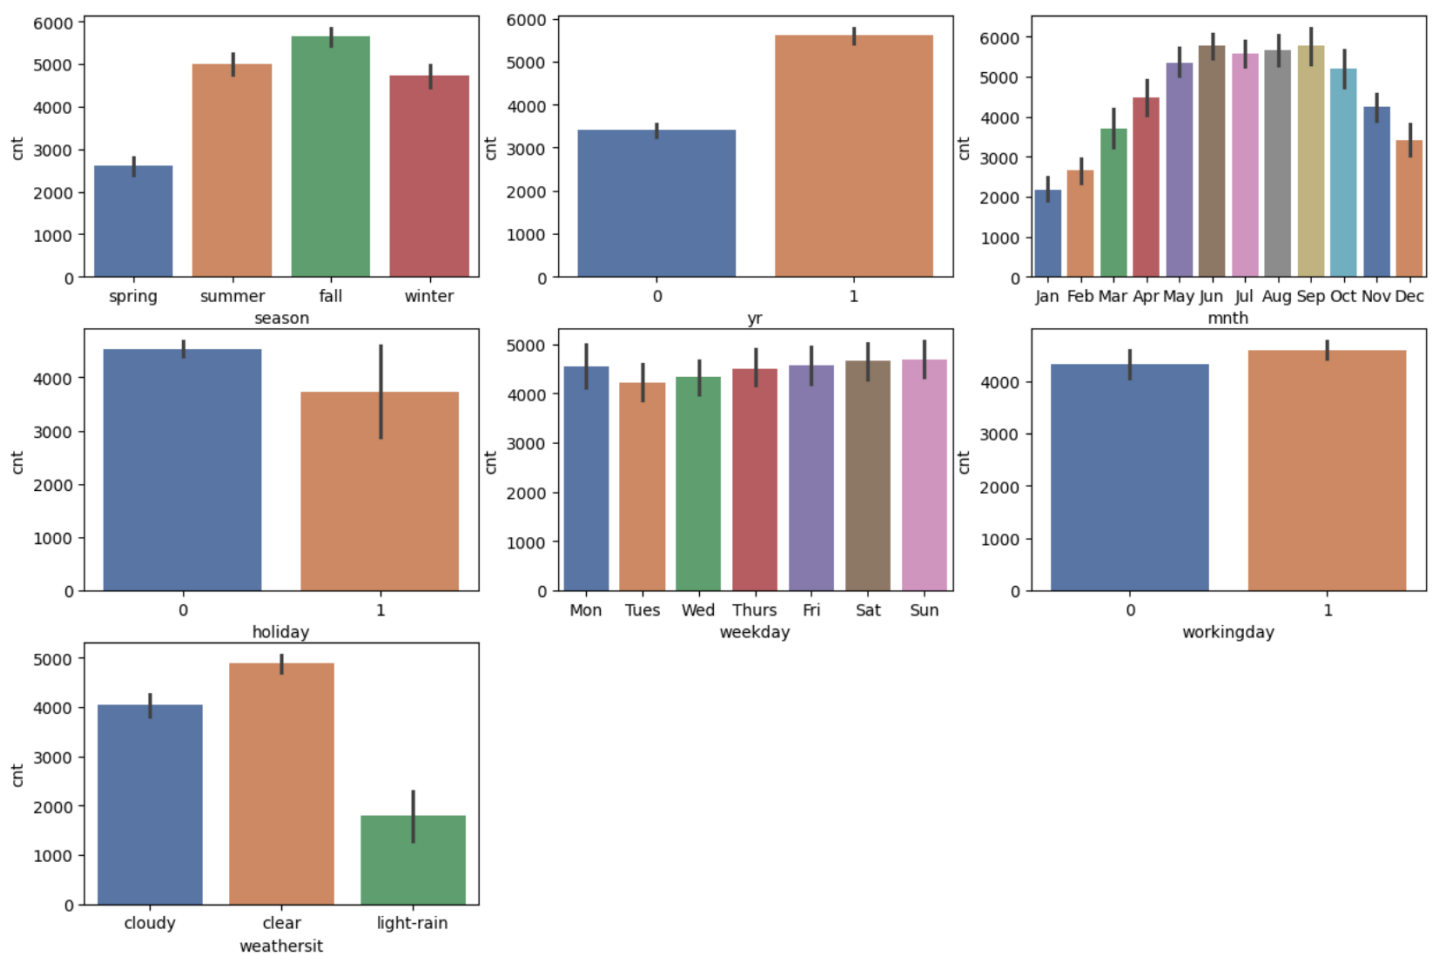 6000
5000
4000
3000
2000
1000
0
cnt
spring summer fall winter
season
6000
5000
4000
3000
2000
1000
0
cnt
0 1
yr
6000
5000
4000
3000
2000
1000
0
cnt
Jan Feb Mar Apr May Jun Jul Aug Sep Oct Nov Dec
mnth
4000
3000
2000
1000
0
cnt
0 1
holiday
5000
4000
3000
2000
1000
0
cnt
Mon Tues Wed Thurs Fri Sat Sun
weekday
4000
3000
2000
1000
0
cnt
0 1
workingday
5000
4000
3000
2000
1000
0
cnt
cloudy clear light-rain
weathersit